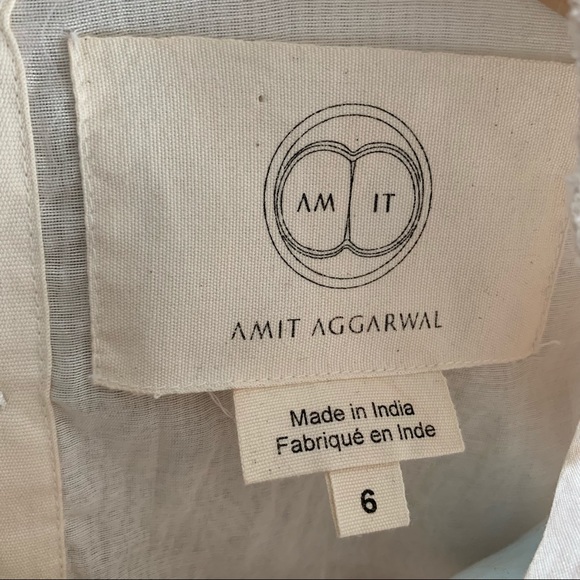 AM IT
AMIT AGGARWAL
Made in India
Fabriqué en Inde
6